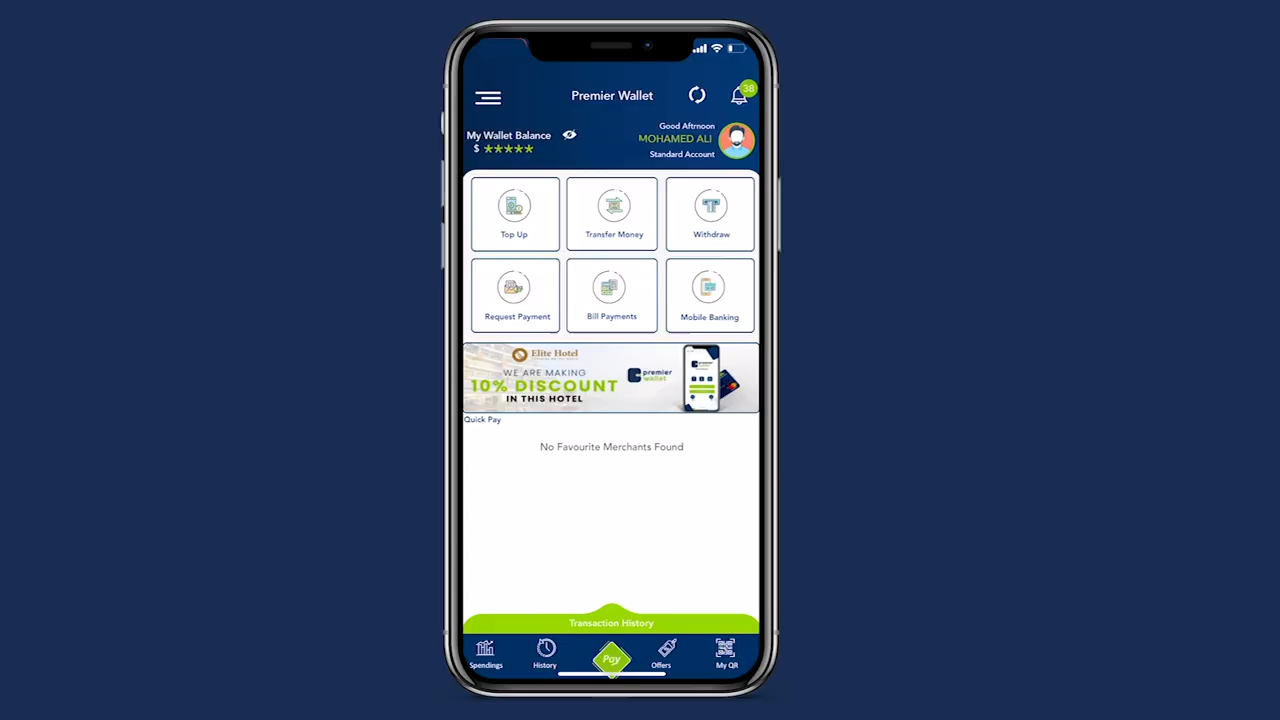 Premier Wallet
38
My Wallet Balance
$ *****
Good Aftrnoon
MOHAMED ALI
Standard Account
Top Up
Transfer Money
Withdraw
Request Payment
Bill Payments
Mobile Banking
Elite Hotel
WE ARE MAKING
10% DISCOUNT
IN THIS HOTEL
premier
wallet
Quick Pay
No Favourite Merchants Found
Transaction History
Spendings
History
Pay
Offers
My QR